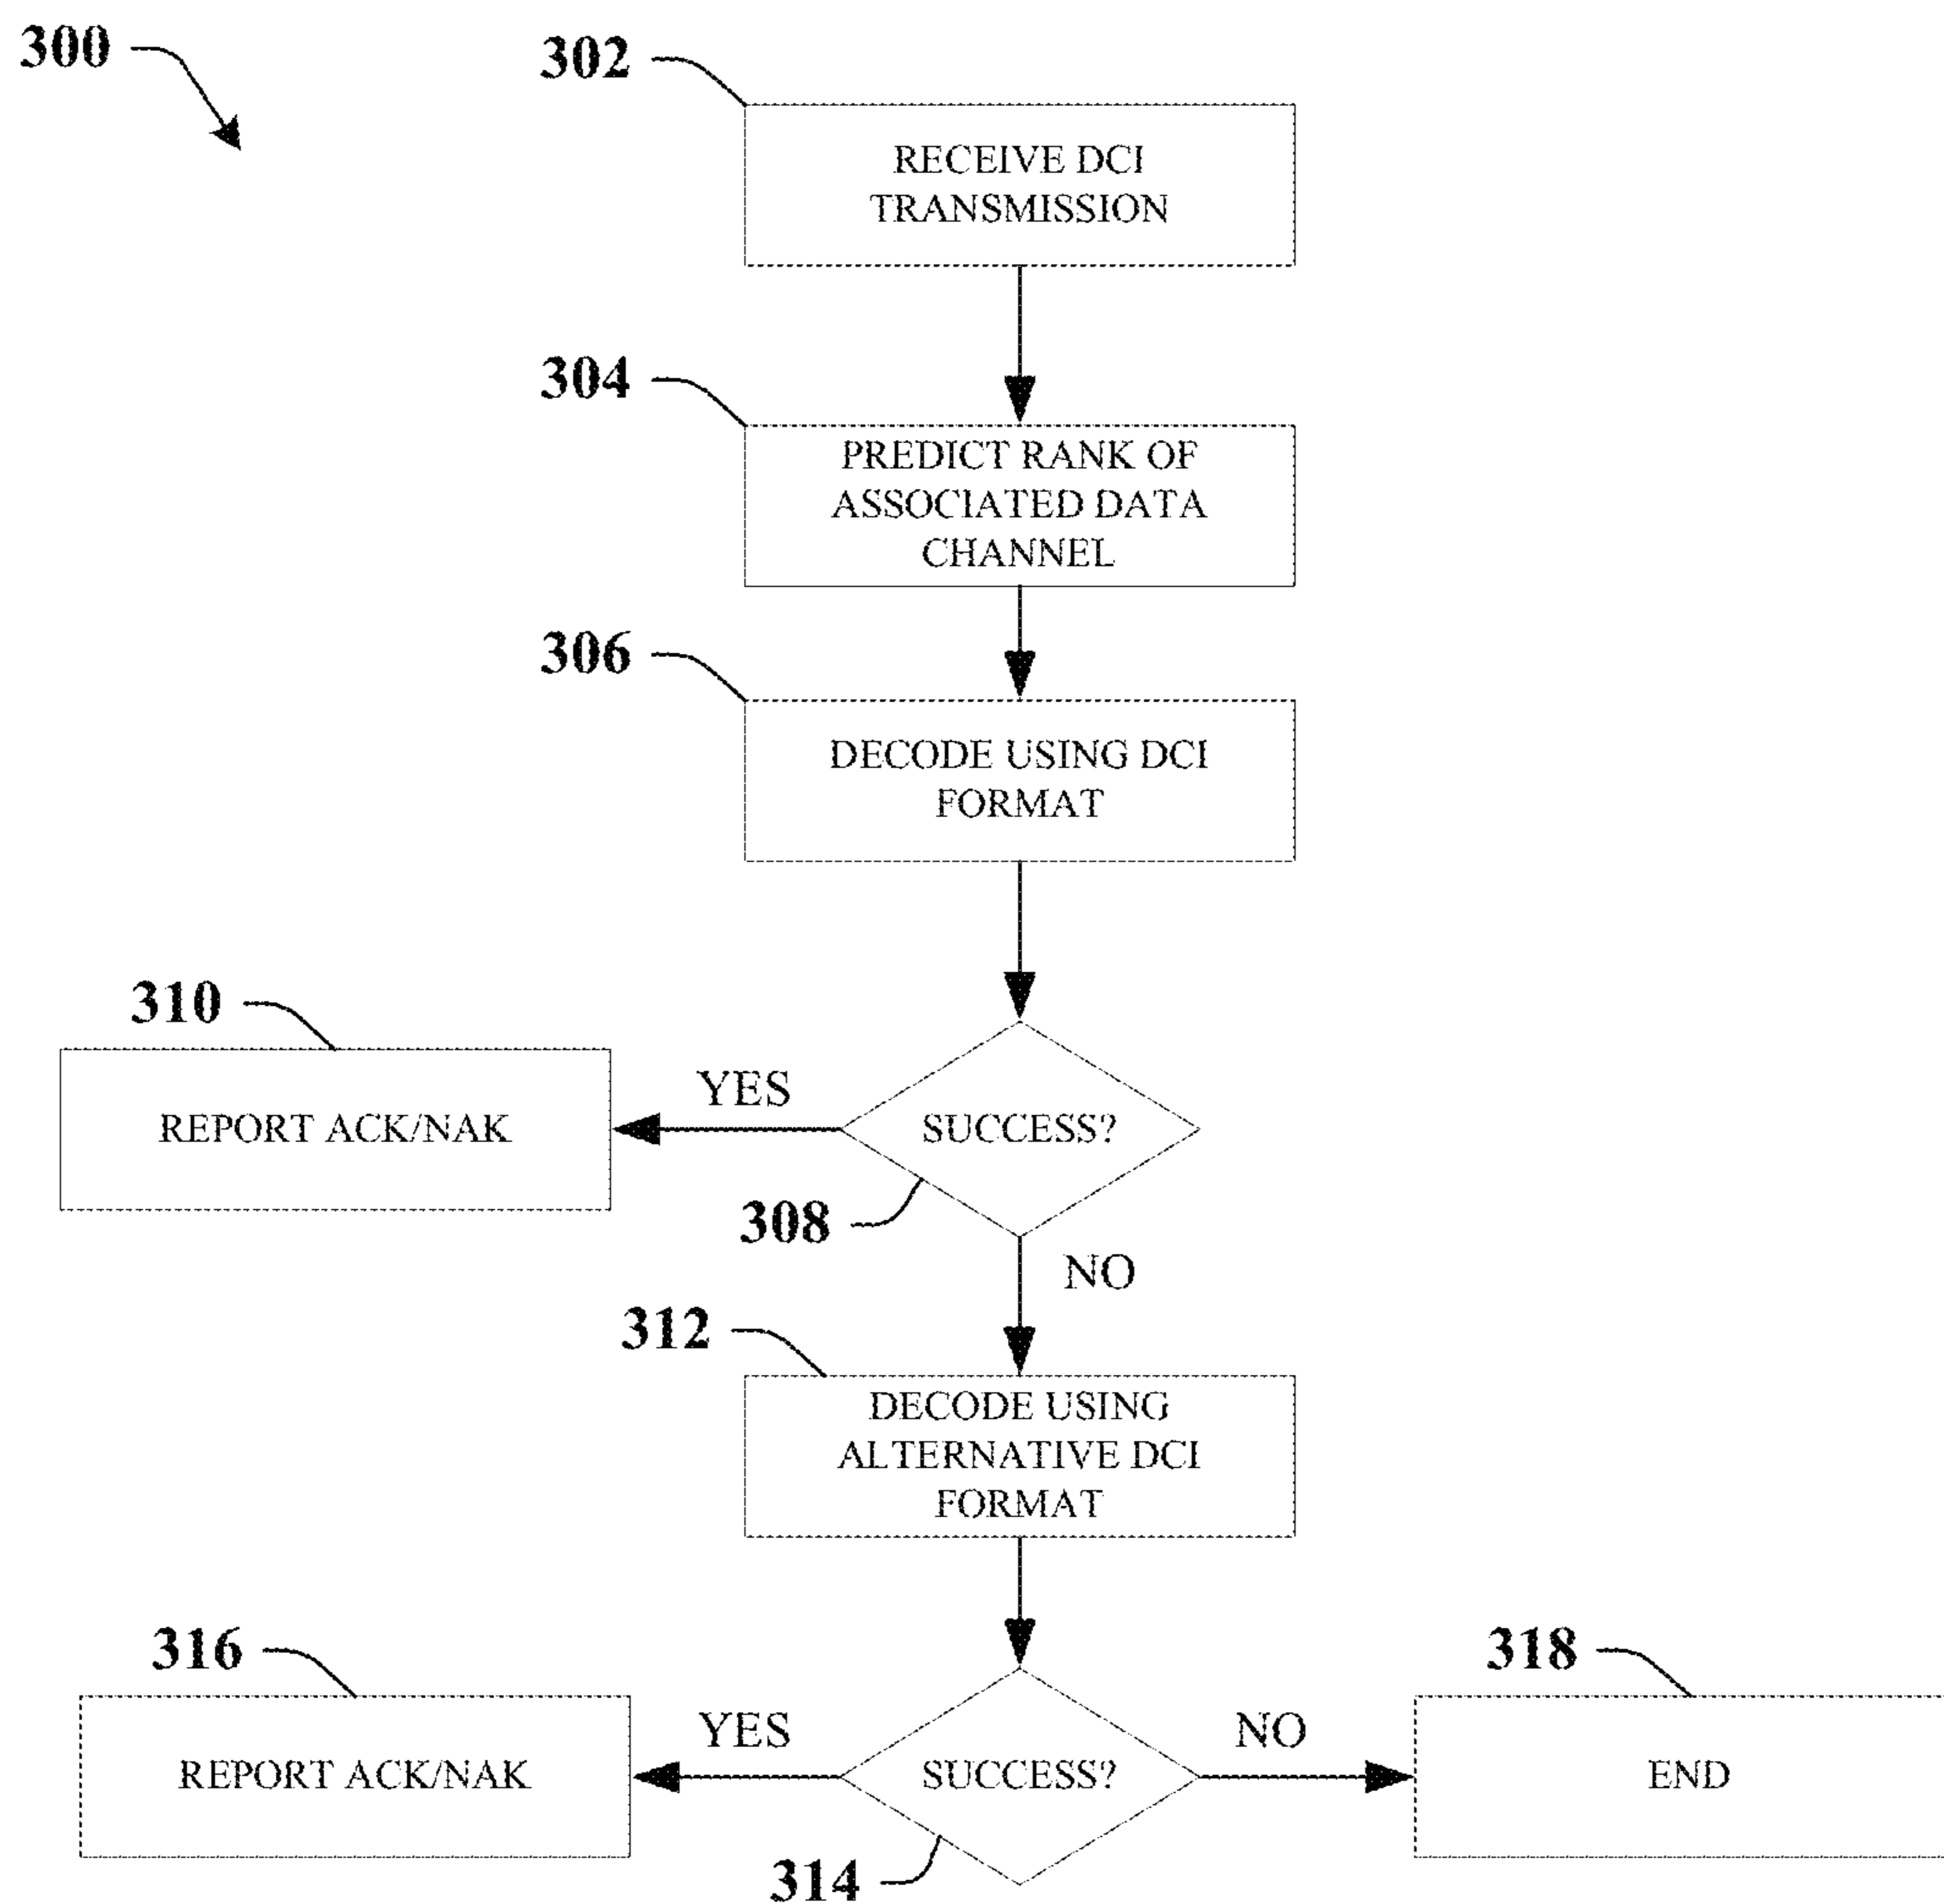 300
302
RECEIVE DCI
TRANSMISSION
304
PREDICT RANK OF
ASSOCIATED DATA
CHANNEL
306
DECODE USING DCI
FORMAT
310
REPORT ACK/NAK
YES
SUCCESS?
308
NO
312
DECODE USING
ALTERNATIVE DCI
FORMAT
316
REPORT ACK/NAK
YES
SUCCESS?
314
NO
318
END